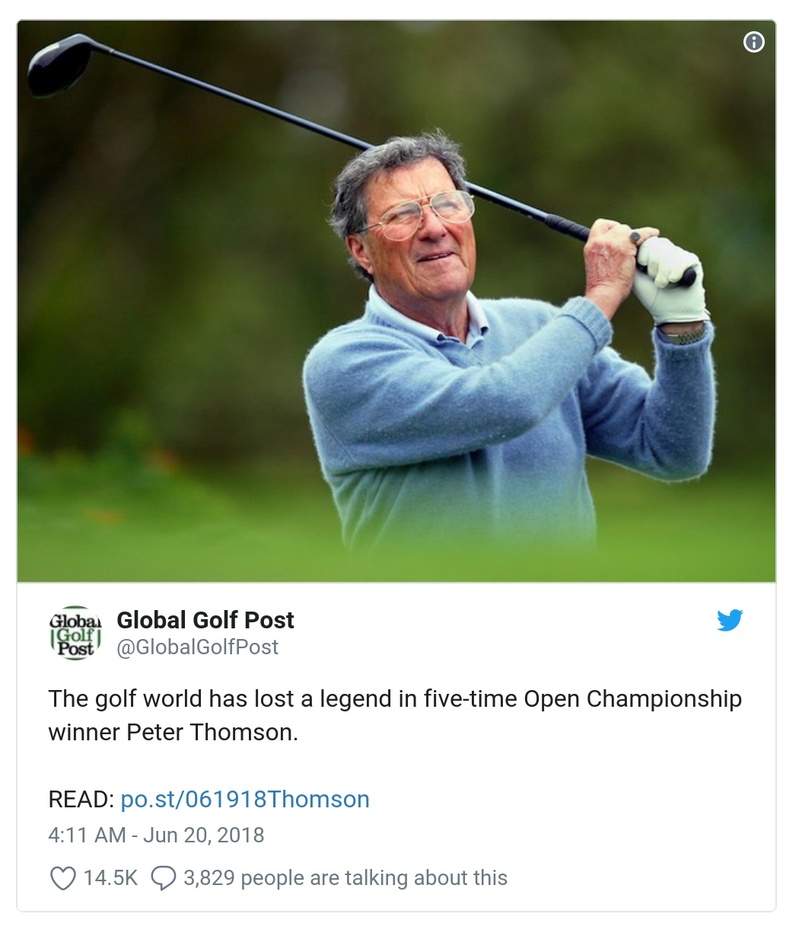 Global
Golf
Post
Global Golf Post
@GlobalGolfPost
The golf world has lost a legend in five-time Open Championship
winner Peter Thomson.
READ: po.st/061918Thomson
4:11 AM - Jun 20, 2018
14.5K 3,829 people are talking about this